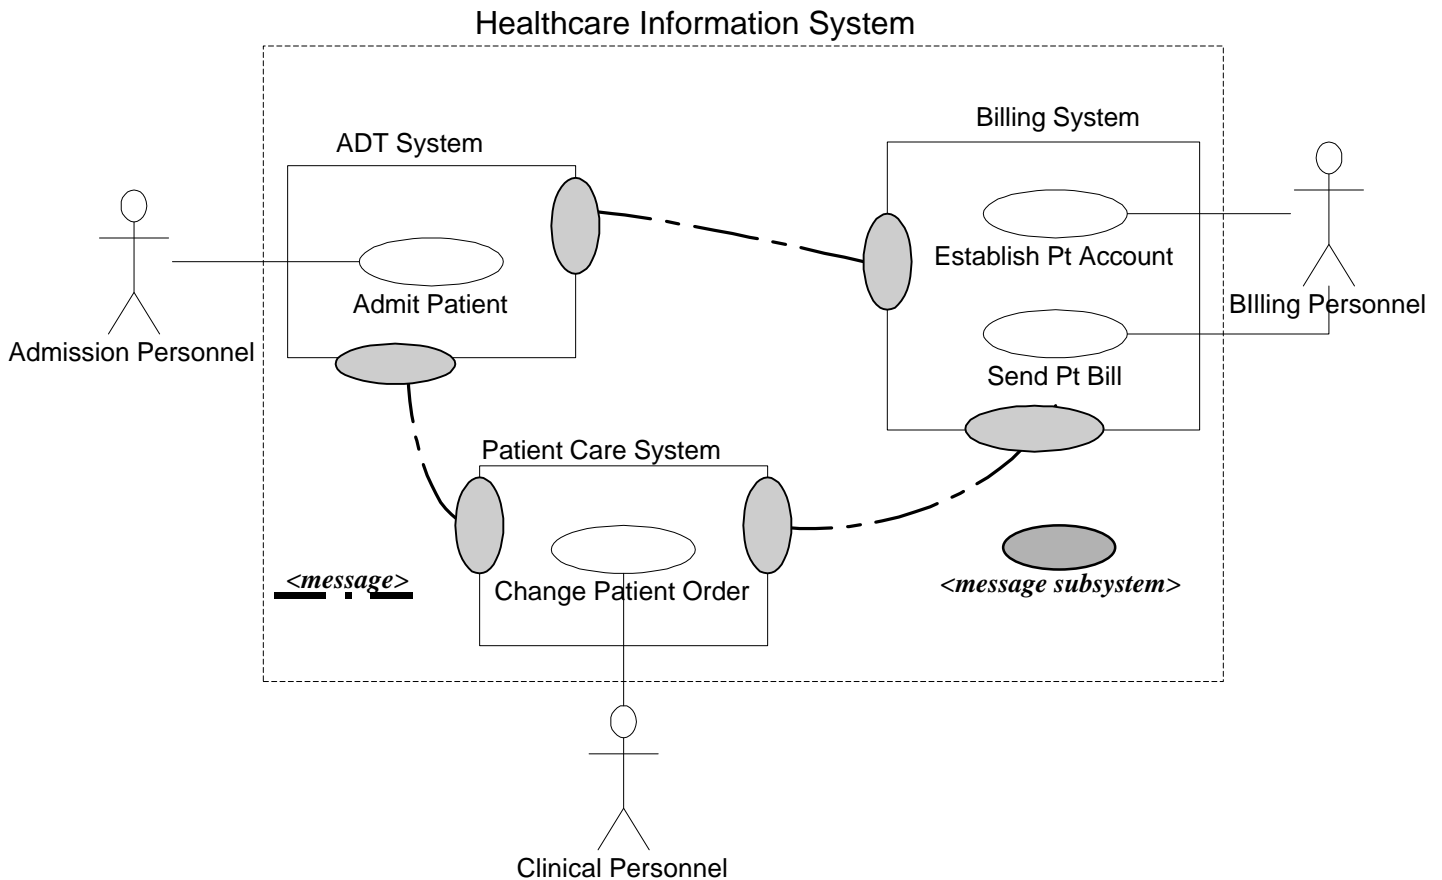 Healthcare Information System
Billing System
ADT System
Establish Pt Account
Admit Patient
BIlling Personnel
Admission Personnel
Send Pt Bill
Patient Care System
<message>
Change Patient Order
<message subsystem>
Clinical Personnel